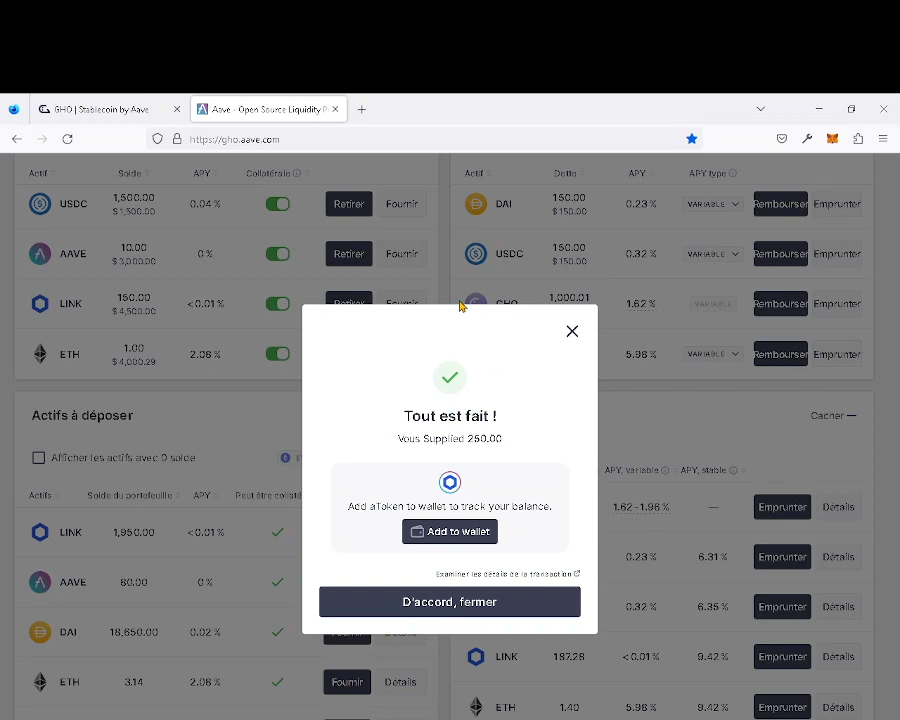 GHO | Stablecoin by Aave
Aave - Open Source Liquidity P
https://gho.aave.com
Actif Solde APY Collatérale
USDC 1,500.00 $ 1,500.00 0.04 % Retirer Fournir
AAVE 10.00 $ 3,000.00 0 % Retirer Fournir
LINK 150.00 $ 4,500.00 <0.01 % Retirer Fournir
ETH 1.00 $ 4,000.29 2.08 % Retirer Fournir
Actif Dette APY APY type
DAI 150.00 $ 150.00 0.23 % VARIABLE Rembourser Emprunter
USDC 150.00 $ 150.00 0.32 % VARIABLE Rembourser Emprunter
GHO 1,000.01 1.62 % VARIABLE Rembourser Emprunter
5.98 % VARIABLE Rembourser Emprunter
Tout est fait !
Vous Supplied 250.00
Add aToken to wallet to track your balance.
Add to wallet
Examiner les détails de la transaction
D'accord, fermer
Actifs à déposer
Afficher les actifs avec 0 solde
Actifs Solde du portefeuille APY Peut être collaté
LINK 1,950.00 <0.01 %
AAVE 60.00 0 %
DAI 18,650.00 0.02 % Fournir Détails
ETH 3.14 2.08 % Fournir Détails
Cacher
APY, variable APY, stable
1.62-1.96 % — Emprunter Détails
0.23 % 6.31 % Emprunter Détails
0.32 % 6.35 % Emprunter Détails
LINK 187.28 <0.01 % 9.42 % Emprunter Détails
ETH 1.40 5.98 % 9.42 % Emprunter Détails